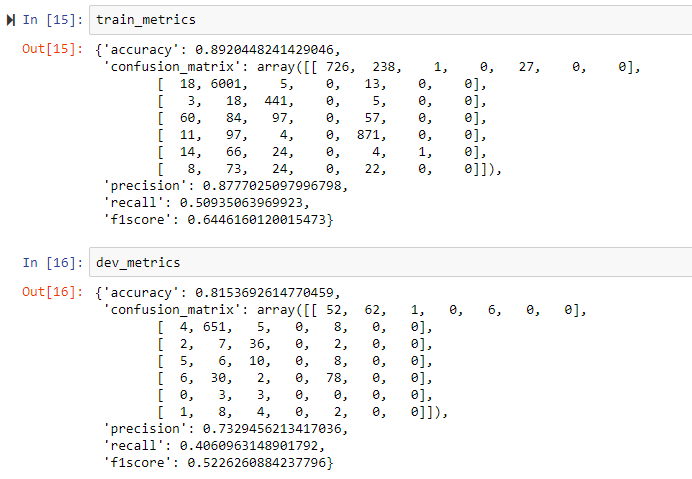 In [15]: train_metrics
Out[15]: {'accuracy': 0.8920448241429046,
'confusion_matrix': array([[ 726, 238, 1, 0, 27, 0, 0],
[ 18, 6001, 5, 0, 13, 0, 0],
[ 3, 18, 441, 0, 5, 0, 0],
[ 60, 84, 97, 0, 57, 0, 0],
[ 11, 97, 4, 0, 871, 0, 0],
[ 14, 66, 24, 0, 4, 1, 0],
[ 8, 73, 24, 0, 22, 0, 0]]),
'precision': 0.8777025097996798,
'recall': 0.50935063969923,
'f1score': 0.6446160120015473}
In [16]: dev_metrics
Out[16]: {'accuracy': 0.8153692614770459,
'confusion_matrix': array([[ 52, 62, 1, 0, 6, 0, 0],
[ 4, 651, 5, 0, 8, 0, 0],
[ 2, 7, 36, 0, 2, 0, 0],
[ 5, 6, 10, 0, 8, 0, 0],
[ 6, 30, 2, 0, 78, 0, 0],
[ 0, 3, 3, 0, 0, 0, 0],
[ 1, 8, 4, 0, 2, 0, 0]]),
'precision': 0.7329456213417036,
'recall': 0.4060963148901792,
'f1score': 0.5226260884237796}